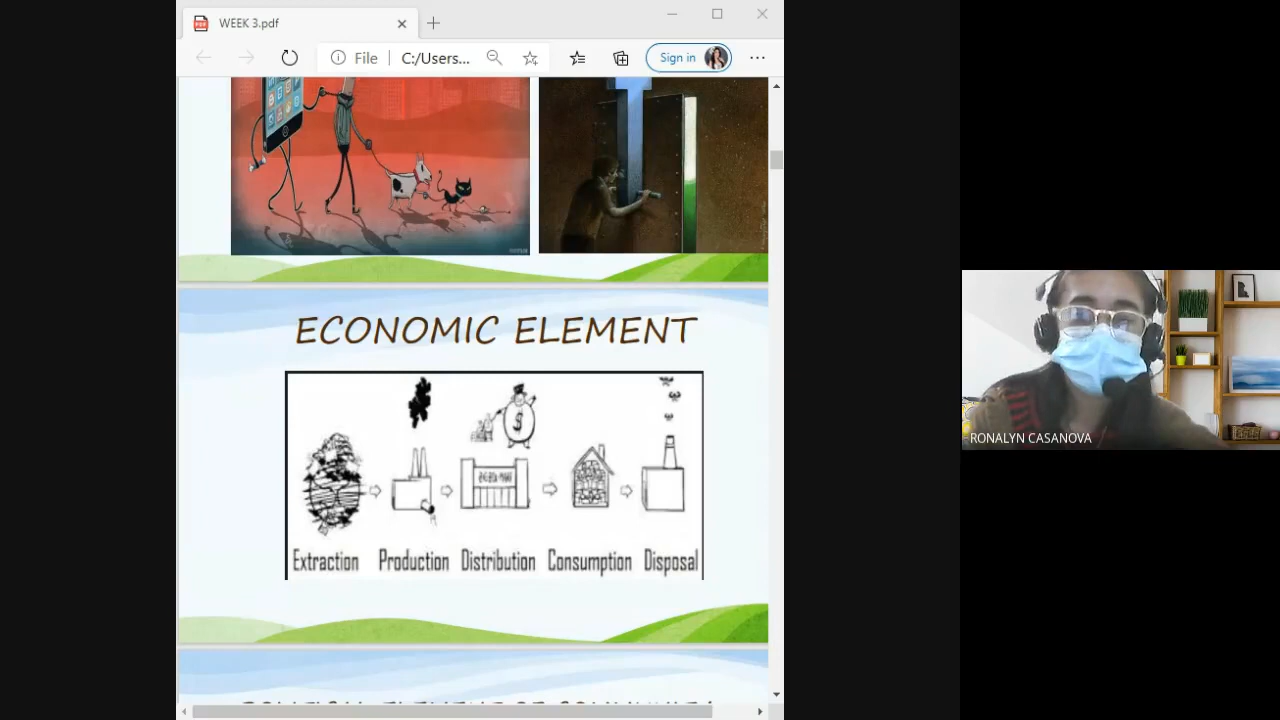 WEEK 3.pdf
File
C:/Users...
Sign in
ECONOMIC ELEMENT
$
Extraction Production Distribution Consumption Disposal
RONALYN CASANOVA